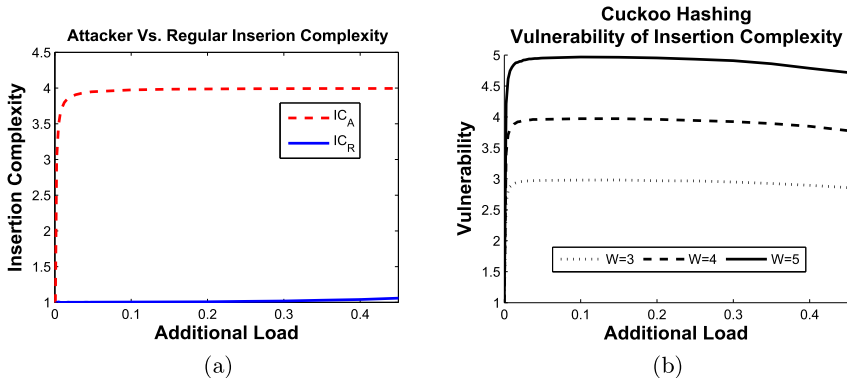 Attacker Vs. Regular Inserion Complexity
4.5
4
3.5
3
2.5
2
1.5
1
Insertion Complexity
IC_A
IC_R
0
0.1
0.2
0.3
0.4
Additional Load
(a)
Cuckoo Hashing
Vulnerability of Insertion Complexity
5
4.5
4
3.5
3
2.5
2
1.5
1
Vulnerability
W=3 W=4 W=5
0
0.1
0.2
0.3
0.4
Additional Load
(b)